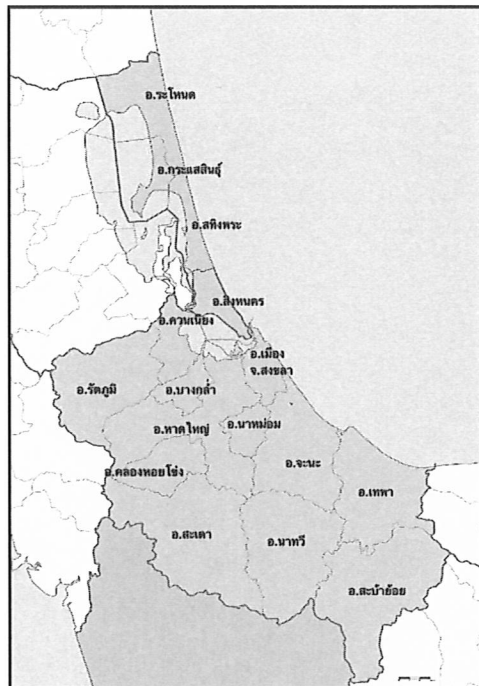 อ.ระโหนด
อ.กระแสสินธุ์
อ.สทิงพระ
อ.สิงหนคร
อ.ควนเนียง
อ.เมือง
จ.สงขลา
อ.รัตภูมิ
อ.บางกล่ำ
อ.หาดใหญ่
อ.นาหม่อม
อ.จะนะ
อ.คลองหอยโข่ง
อ.เทพา
อ.สะเดา
อ.นาทวี
อ.สะบ้าย้อย